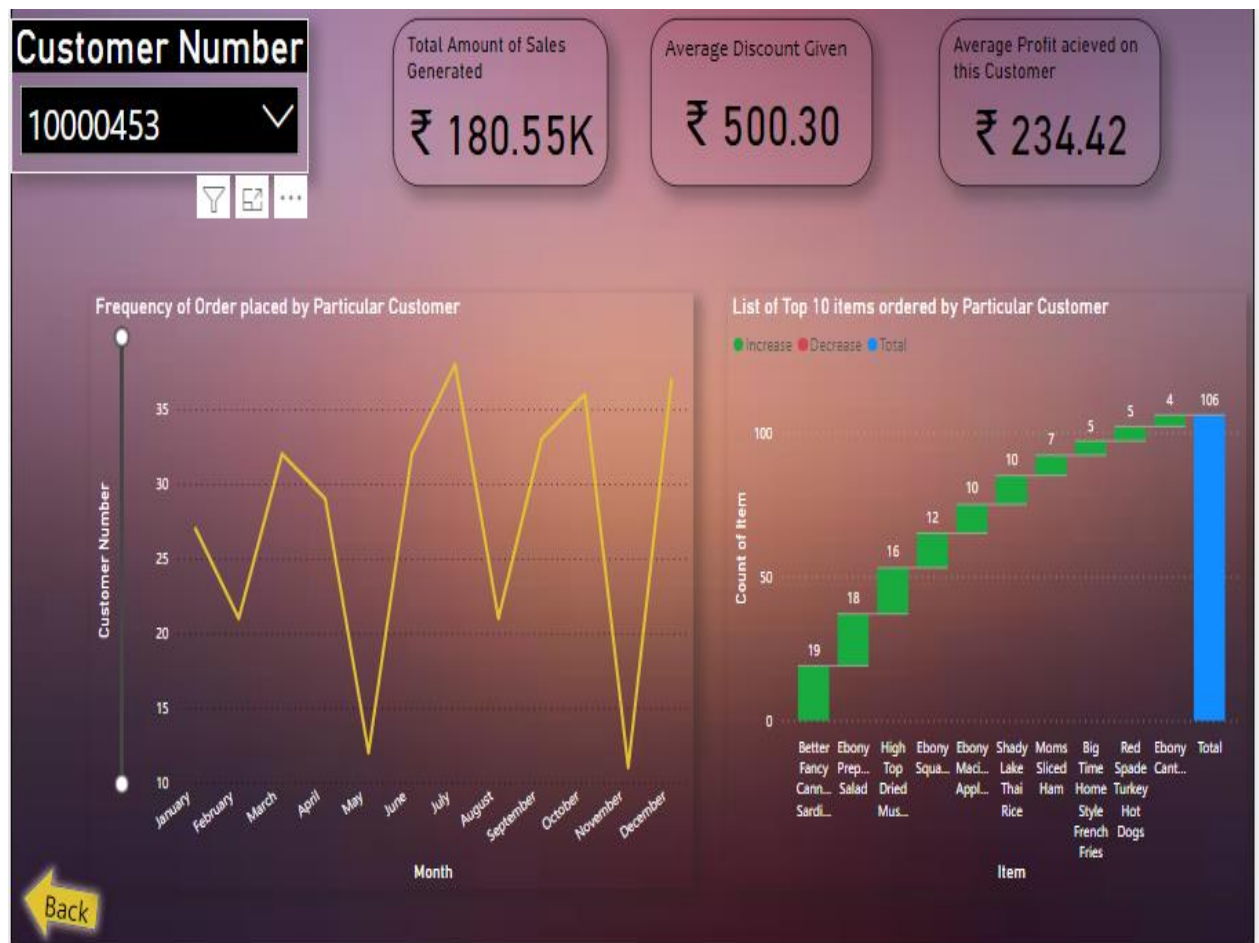 Customer Number
10000453
Total Amount of Sales
Generated
₹ 180.55K
Average Discount Given
₹ 500.30
Average Profit acieved on
this Customer
₹ 234.42
Frequency of Order placed by Particular Customer
Customer Number
35
30
25
20
15
10
January
February
March
April
May
June
July
August
September
October
November
December
Month
List of Top 10 items ordered by Particular Customer
Increase Decrease Total
Count of Item
100
50
0
19
18
16
12
10
10
7
5
5
4
106
Better
Fancy
Cann...
Sardi...
Ebony
Prep...
Salad
High
Top
Dried
Mus...
Ebony
Squa...
Ebony
Maci...
Appl...
Shady
Lake
Thai
Rice
Moms
Sliced
Ham
Big
Time
Home
Style
French
Fries
Red
Spade
Turkey
Hot
Dogs
Ebony
Cant...
Total
Item
Back